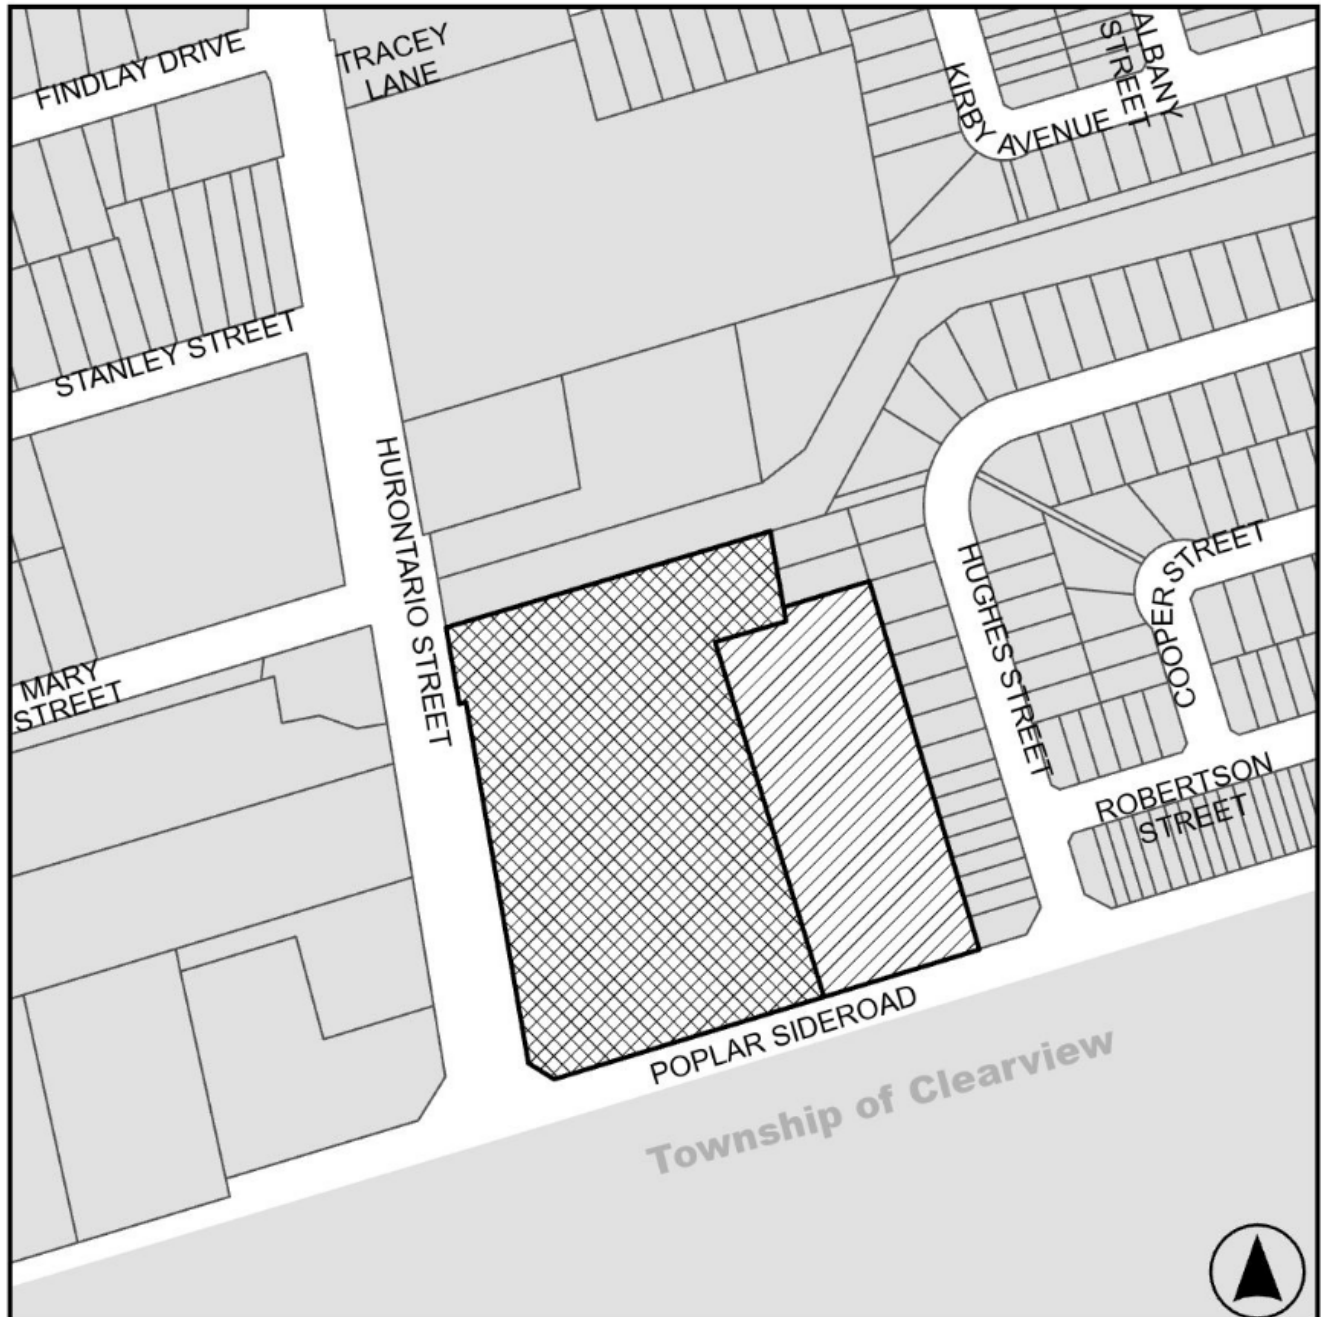 FINDLAY DRIVE
TRACEY
LANE
ALBANY
STREET
KIRBY
AVENUE
STANLEY STREET
HURONTARIO STREET
MARY
STREET
HUGHES STREET
COOPER STREET
ROBERTSON
STREET
POPLAR SIDEROAD
Township of Clearview